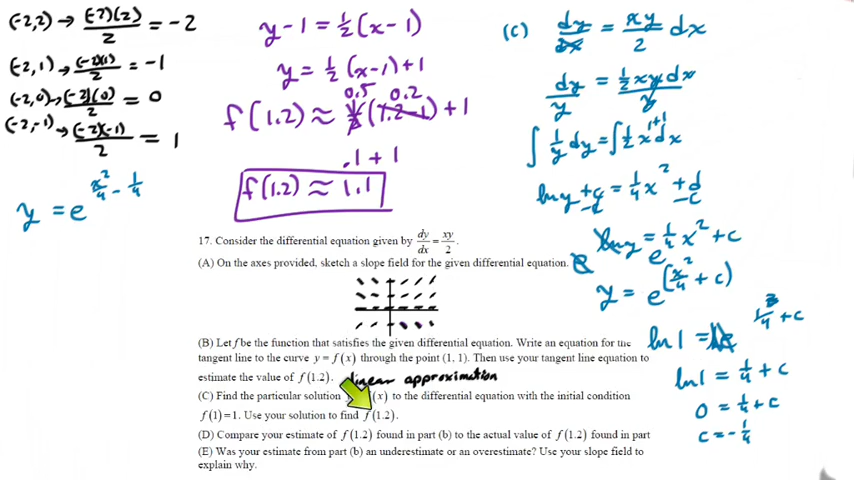 (-2,2) → (-2)(2)/2 = -2
(-2,1) → (-2)(1)/2 = -1
(-2,0) → (-2)(0)/2 = 0
(-2,-1) → (-2)(-1)/2 = 1
y = e^(x²/4 - 1/4)
y-1 = 1/2 (x-1)
y = 1/2 (x-1)+1
0.5 0.2
f(1.2) ≈ 1/2 (1.2-1) +1
.1 + 1
f(1.2) ≈ 1.1
(C) dy/dx = xy/2 dx
dy/y = 1/2 xy dx / y
∫ 1/y dy = ∫ 1/2 x^(1+1) dx
ln y + c = 1/4 x² + d
-c -c
ln y = 1/4 x² + c
e e
y = e^(x²/4 + c)
1/4 + c
ln 1 =
ln 1 = 1/4 + c
0 = 1/4 + c
c = -1/4
17. Consider the differential equation given by dy/dx = xy/2.
(A) On the axes provided, sketch a slope field for the given differential equation.
(B) Let f be the function that satisfies the given differential equation. Write an equation for the
tangent line to the curve y = f(x) through the point (1, 1). Then use your tangent line equation to
estimate the value of f(1.2). linear approximation
(C) Find the particular solution (x) to the differential equation with the initial condition
f(1)=1. Use your solution to find f(1.2).
(D) Compare your estimate of f(1.2) found in part (b) to the actual value of f(1.2) found in part
(E) Was your estimate from part (b) an underestimate or an overestimate? Use your slope field to
explain why.